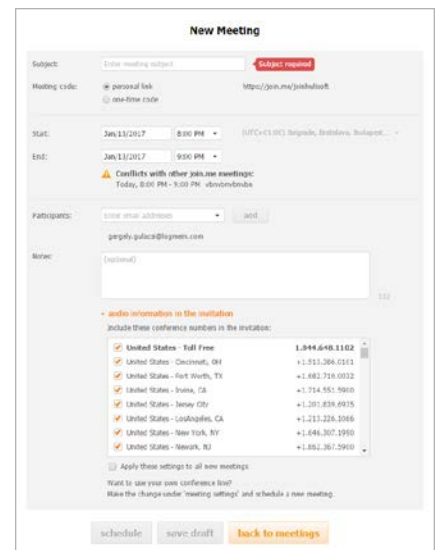 New Meeting
Subject: Enter meeting subject Subject required
Meeting code: personal link https://join.me/joinhulsoft
one-time code
Start: Jan/13/2017 8:00 PM (UTC+01:00) Belgrade, Bratislava, Budapest...
End: Jan/13/2017 9:00 PM
Conflicts with other join.me meetings:
Today, 8:00 PM - 9:00 PM
Participants: Enter email addresses add
Notes: (optional)
512
audio information in the invitation
Include these conference numbers in the invitation:
United States - Toll Free 1.844.648.1102
United States - Cincinnati, OH +1.513.386.0101
United States - Fort Worth, TX +1.682.710.0032
United States - Irvine, CA +1.714.551.5900
United States - Jersey City +1.201.839.6935
United States - LosAngeles, CA +1.213.226.1066
United States - New York, NY +1.646.307.1990
United States - Newark, NJ +1.862.367.5900
Apply these settings to all new meetings
Want to use your own conference line?
Make the change under 'meeting settings' and schedule a new meeting.
schedule save draft back to meetings